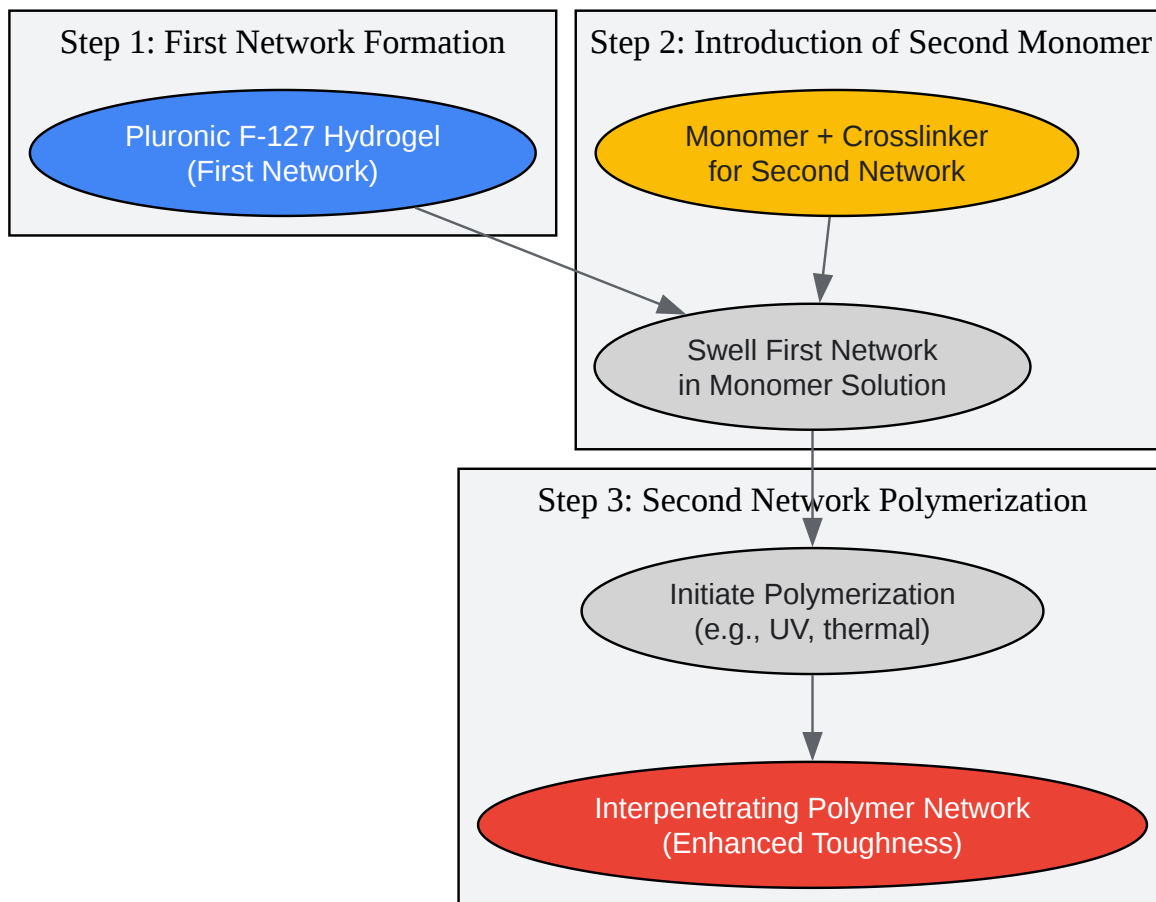 Step 1: First Network Formation
Pluronic F-127 Hydrogel
(First Network)
Step 2: Introduction of Second Monomer
Monomer + Crosslinker
for Second Network
Swell First Network
in Monomer Solution
Step 3: Second Network Polymerization
Initiate Polymerization
(e.g., UV, thermal)
Interpenetrating Polymer Network
(Enhanced Toughness)